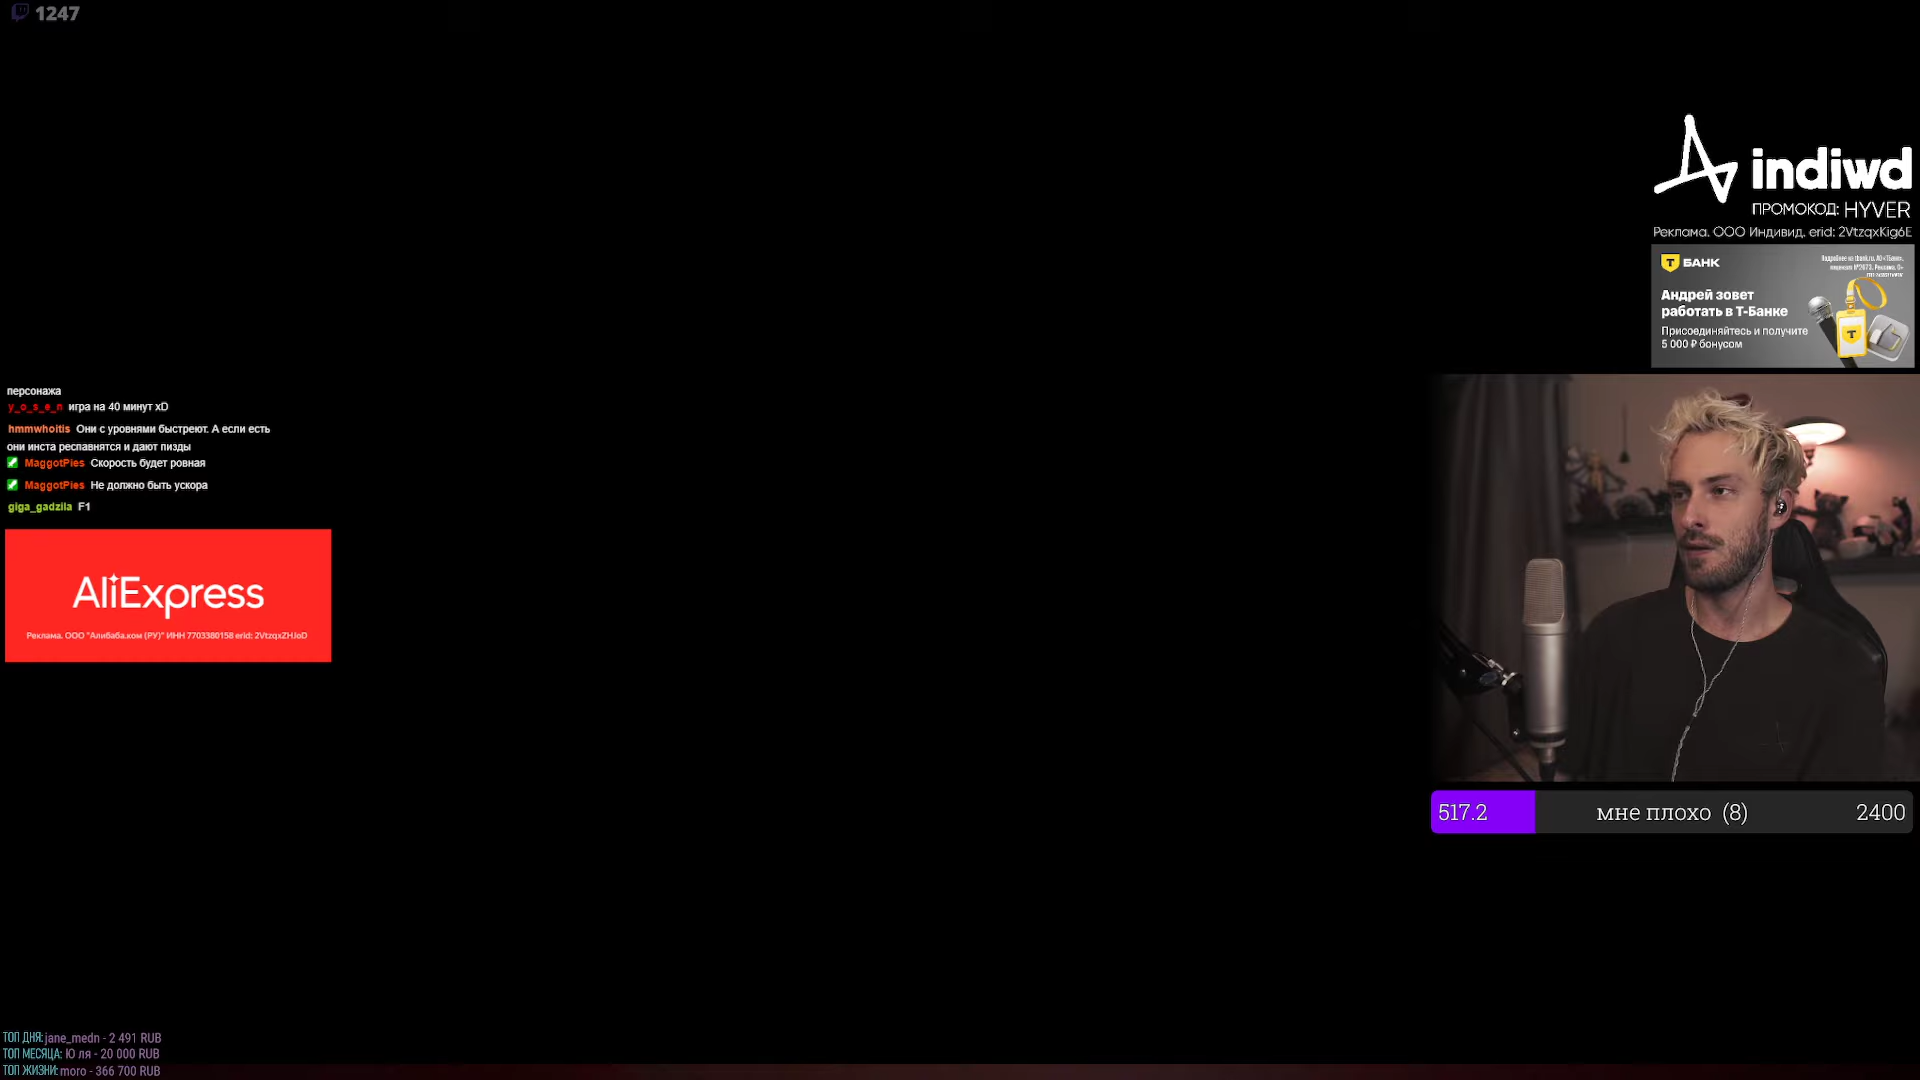 1247
indiwd
ПРОМОКОД: HYVER
Реклама. ООО Индивид. erid: 2VtzqxKig6E
Т БАНК
Андрей зовет
работать в Т-Банке
Присоединяйтесь и получите
5 000 ₽ бонусом
персонажа
y_o_s_e_n игра на 40 минут xD
hmmwhoitis Они с уровнями быстреют. А если есть
они инста респавнятся и дают пизды
MaggotPies Скорость будет ровная
MaggotPies Не должно быть ускора
giga_gadzila F1
AliExpress
Реклама. ООО "Алибаба.ком (РУ)" ИНН 7703380158 erid: 2VtzqxZHJoD
517.2 мне плохо (8) 2400
ТОП ДНЯ: jane_medn - 2 491 RUB
ТОП МЕСЯЦА: Ю ля - 20 000 RUB
ТОП ЖИЗНИ: moro - 366 700 RUB